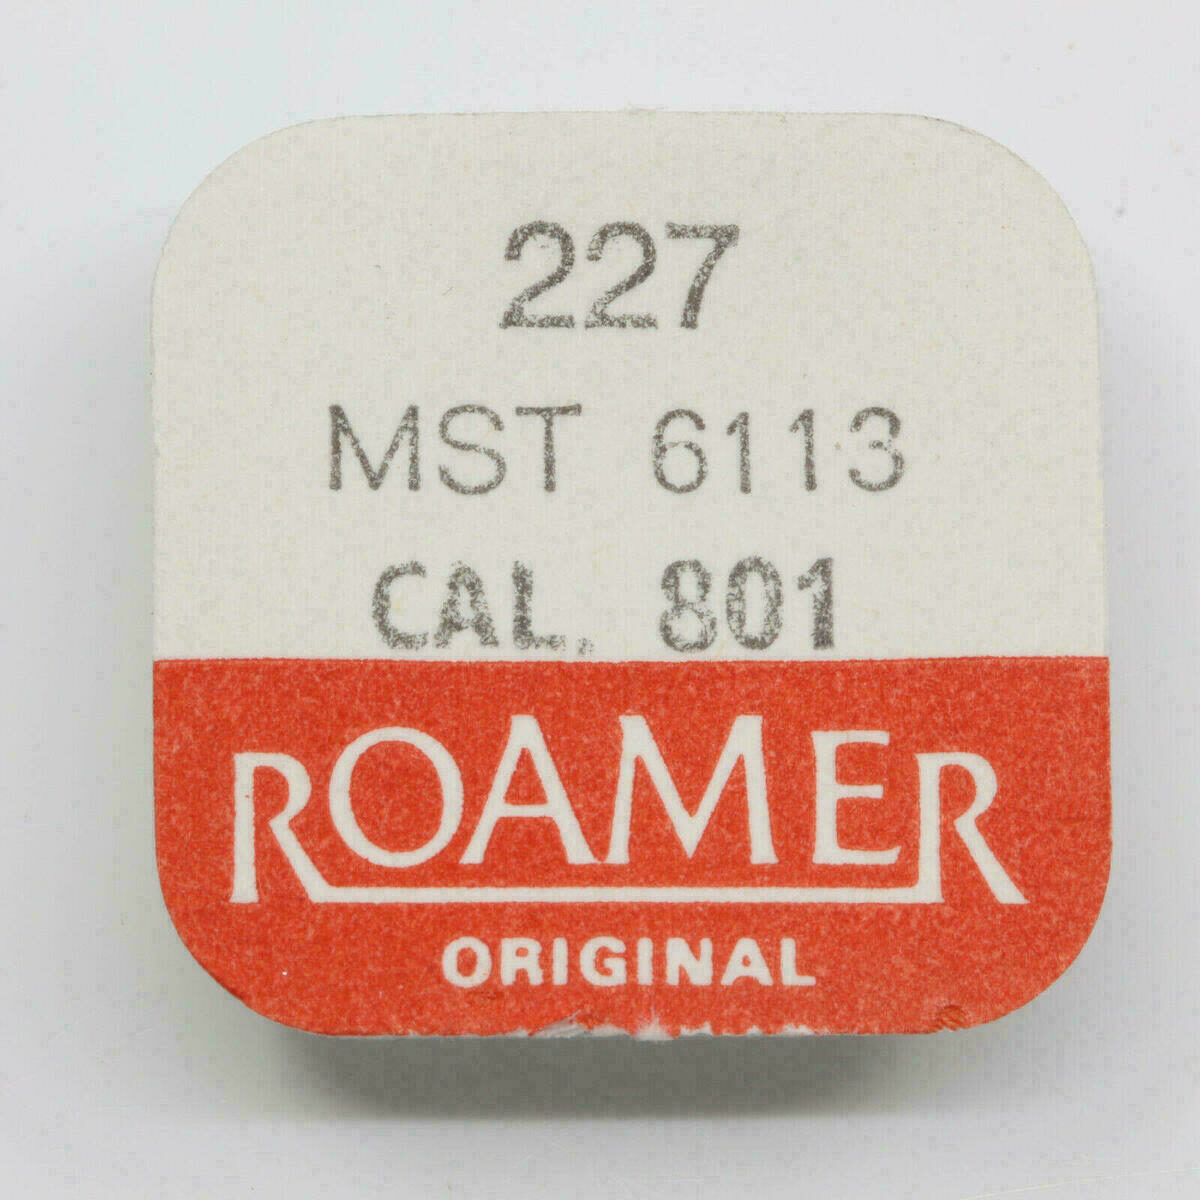 227
MST 6113
CAL. 801
ROAMER
ORIGINAL